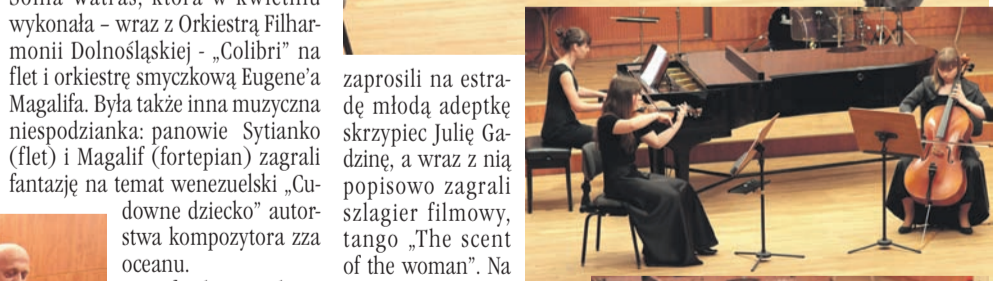 Sonia Watras, która w kwietniu
wykonała – wraz z Orkiestrą Filhar-
monii Dolnośląskiej - „Colibri” na
flet i orkiestrę smyczkową Eugene’a
Magalifa. Była także inna muzyczna
niespodzianka: panowie Sytianko
(flet) i Magalif (fortepian) zagrali
fantazję na temat wenezuelski „Cu-
downe dziecko” autor-
stwa kompozytora zza
oceanu.
zaprosili na estra-
dę młodą adeptkę
skrzypiec Julię Ga-
dzinę, a wraz z nią
popisowo zagrali
szlagier filmowy,
tango „The scent
of the woman”. Na